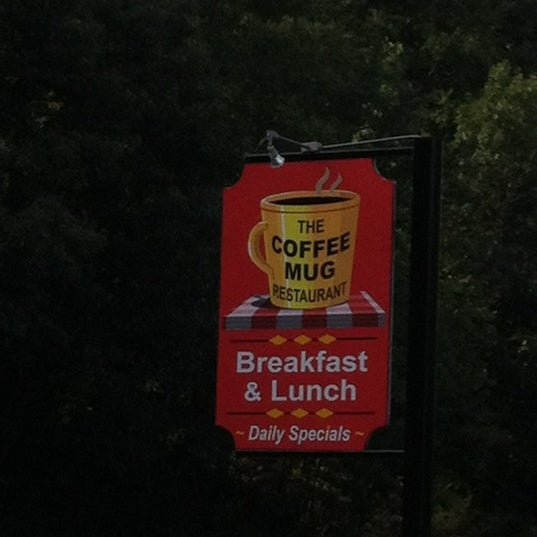 THE
COFFEE
MUG
RESTAURANT
Breakfast
& Lunch
~ Daily Specials ~